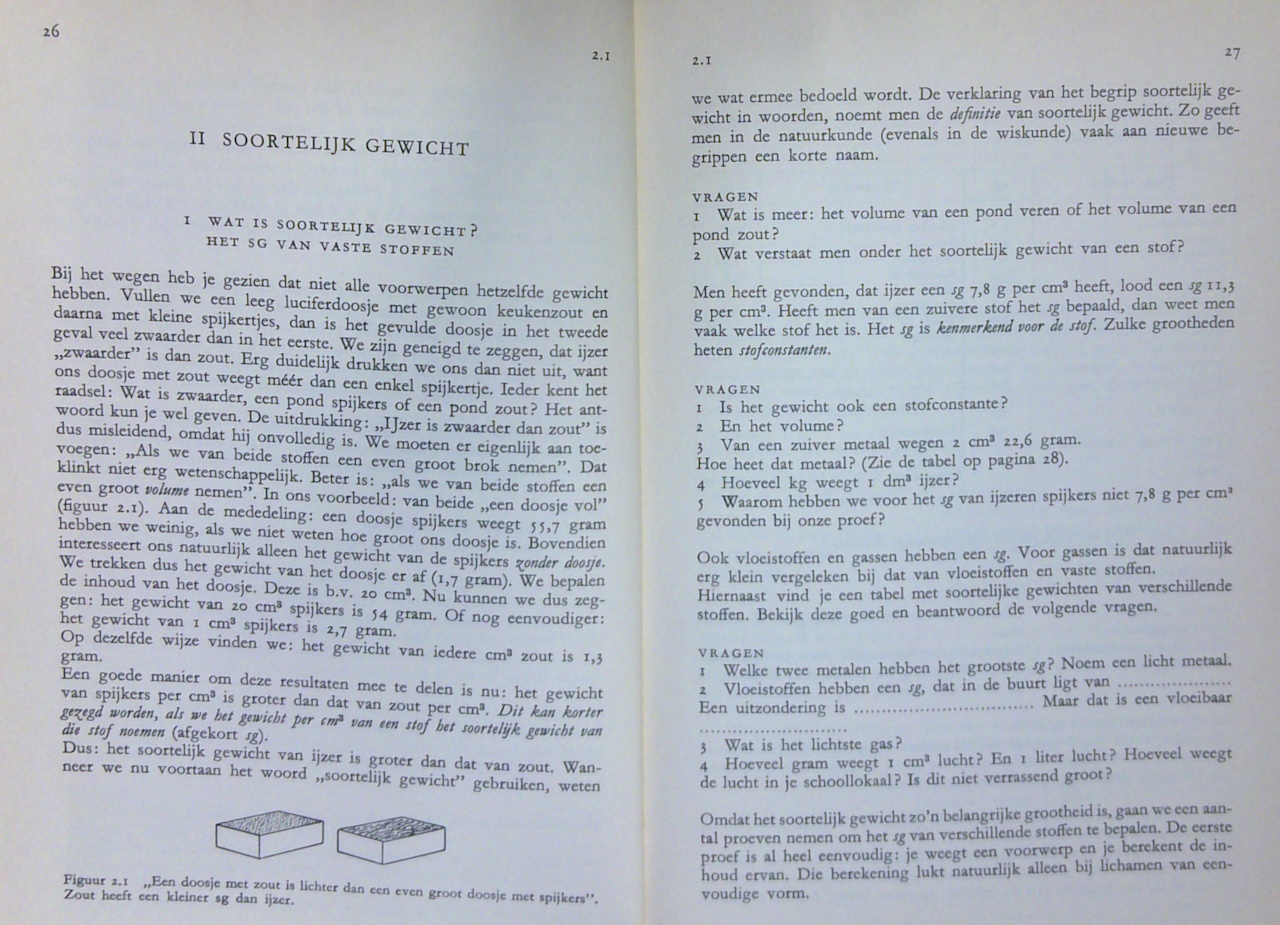 26
2.1
II SOORTELIJK GEWICHT
1 WAT IS SOORTELIJK GEWICHT?
HET SG VAN VASTE STOFFEN
Bij het wegen heb je gezien dat niet alle voorwerpen hetzelfde gewicht
hebben. Vullen we een leeg luciferdoosje met gewoon keukenzout en
daarna met kleine spijkertjes, dan is het gevulde doosje in het tweede
geval veel zwaarder dan in het eerste. We zijn geneigd te zeggen, dat ijzer
„zwaarder” is dan zout. Erg duidelijk drukken we ons dan niet uit, want
ons doosje met zout weegt méér dan een enkel spijkertje. Ieder kent het
raadsel: Wat is zwaarder, een pond spijkers of een pond zout? Het ant-
woord kun je wel geven. De uitdrukking: „IJzer is zwaarder dan zout” is
dus misleidend, omdat hij onvolledig is. We moeten er eigenlijk aan toe-
voegen: „Als we van beide stoffen een even groot brok nemen”. Dat
klinkt niet erg wetenschappelijk. Beter is: „als we van beide stoffen een
even groot volume nemen”. In ons voorbeeld: van beide „een doosje vol”
(figuur 2.1). Aan de mededeling: een doosje spijkers weegt 55,7 gram
hebben we weinig, als we niet weten hoe groot ons doosje is. Bovendien
interesseert ons natuurlijk alleen het gewicht van de spijkers zonder doosje.
We trekken dus het gewicht van het doosje er af (1,7 gram). We bepalen
de inhoud van het doosje. Deze is b.v. 20 cm³. Nu kunnen we dus zeg-
gen: het gewicht van 20 cm³ spijkers is 54 gram. Of nog eenvoudiger:
het gewicht van 1 cm³ spijkers is 2,7 gram.
Op dezelfde wijze vinden we: het gewicht van iedere cm³ zout is 1,3
gram.
Een goede manier om deze resultaten mee te delen is nu: het gewicht
van spijkers per cm³ is groter dan dat van zout per cm³. Dit kan korter
gezegd worden, als we het gewicht per cm³ van een stof het soortelijk gewicht van
die stof noemen (afgekort sg).
Dus: het soortelijk gewicht van ijzer is groter dan dat van zout. Wan-
neer we nu voortaan het woord „soortelijk gewicht” gebruiken, weten
Figuur 2.1 „Een doosje met zout is lichter dan een even groot doosje met spijkers”.
Zout heeft een kleiner sg dan ijzer.
2.1
27
we wat ermee bedoeld wordt. De verklaring van het begrip soortelijk ge-
wicht in woorden, noemt men de definitie van soortelijk gewicht. Zo geeft
men in de natuurkunde (evenals in de wiskunde) vaak aan nieuwe be-
grippen een korte naam.
VRAGEN
1 Wat is meer: het volume van een pond veren of het volume van een
pond zout?
2 Wat verstaat men onder het soortelijk gewicht van een stof?
Men heeft gevonden, dat ijzer een sg 7,8 g per cm³ heeft, lood een sg 11,3
g per cm³. Heeft men van een zuivere stof het sg bepaald, dan weet men
vaak welke stof het is. Het sg is kenmerkend voor de stof. Zulke grootheden
heten stofconstanten.
VRAGEN
1 Is het gewicht ook een stofconstante?
2 En het volume?
3 Van een zuiver metaal wegen 2 cm³ 22,6 gram.
Hoe heet dat metaal? (Zie de tabel op pagina 28).
4 Hoeveel kg weegt 1 dm³ ijzer?
5 Waarom hebben we voor het sg van ijzeren spijkers niet 7,8 g per cm³
gevonden bij onze proef?
Ook vloeistoffen en gassen hebben een sg. Voor gassen is dat natuurlijk
erg klein vergeleken bij dat van vloeistoffen en vaste stoffen.
Hiernaast vind je een tabel met soortelijke gewichten van verschillende
stoffen. Bekijk deze goed en beantwoord de volgende vragen.
VRAGEN
1 Welke twee metalen hebben het grootste sg? Noem een licht metaal.
2 Vloeistoffen hebben een sg, dat in de buurt ligt van ....................
Een uitzondering is ................................ Maar dat is een vloeibaar
..........................
3 Wat is het lichtste gas?
4 Hoeveel gram weegt 1 cm³ lucht? En 1 liter lucht? Hoeveel weegt
de lucht in je schoollokaal? Is dit niet verrassend groot?
Omdat het soortelijk gewicht zo'n belangrijke grootheid is, gaan we een aan-
tal proeven nemen om het sg van verschillende stoffen te bepalen. De eerste
proef is al heel eenvoudig: je weegt een voorwerp en je berekent de in-
houd ervan. Die berekening lukt natuurlijk alleen bij lichamen van een-
voudige vorm.